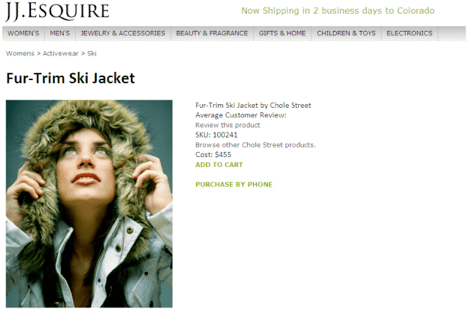 JJ.ESQUIRE
Now Shipping in 2 business days to Colorado
WOMEN'S MEN'S JEWELRY & ACCESSORIES BEAUTY & FRAGRANCE GIFTS & HOME CHILDREN & TOYS ELECTRONICS
Womens > Activewear > Ski
Fur-Trim Ski Jacket
Fur-Trim Ski Jacket by Chole Street
Average Customer Review:
Review this product
SKU: 100241
Browse other Chole Street products.
Cost: $455
ADD TO CART
PURCHASE BY PHONE